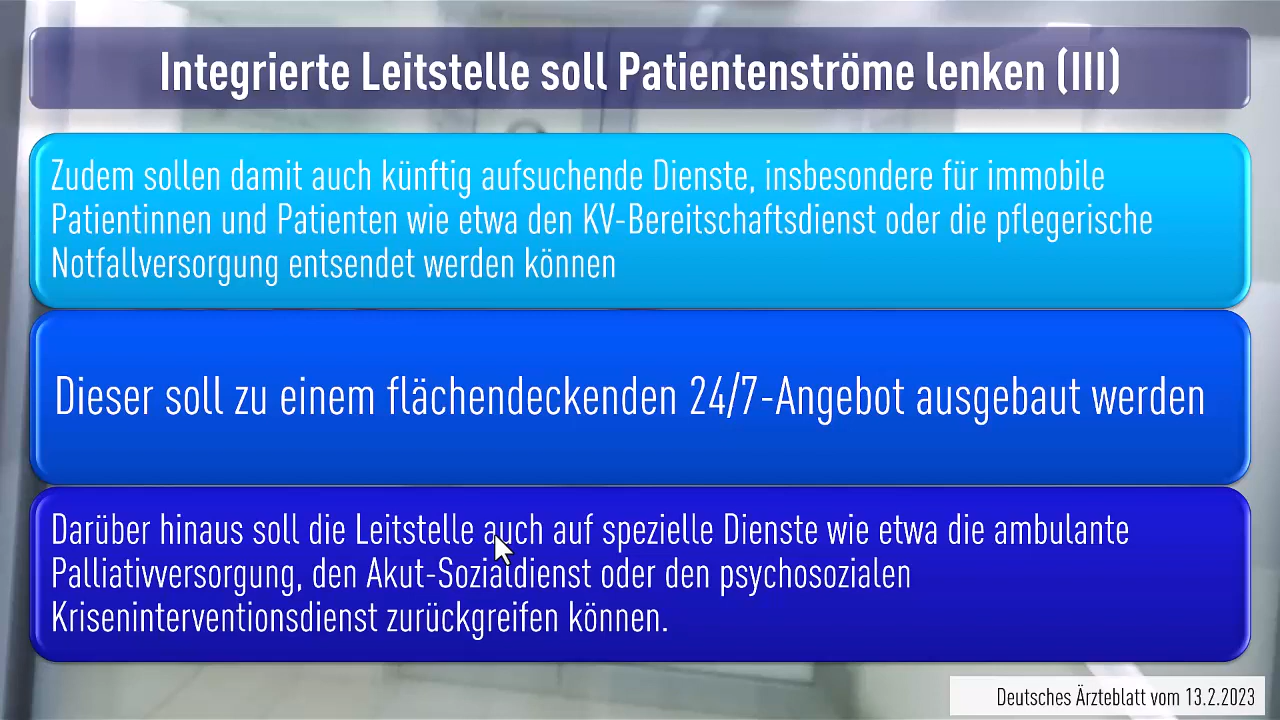 Integrierte Leitstelle soll Patientenströme lenken (III)
Zudem sollen damit auch künftig aufsuchende Dienste, insbesondere für immobile
Patientinnen und Patienten wie etwa den KV-Bereitschaftsdienst oder die pflegerische
Notfallversorgung entsendet werden können
Dieser soll zu einem flächendeckenden 24/7-Angebot ausgebaut werden
Darüber hinaus soll die Leitstelle auch auf spezielle Dienste wie etwa die ambulante
Palliativversorgung, den Akut-Sozialdienst oder den psychosozialen
Kriseninterventionsdienst zurückgreifen können.
Deutsches Ärzteblatt vom 13.2.2023